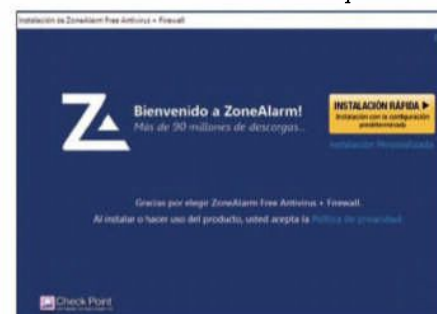 Instalación de ZoneAlarm Free Antivirus + Firewall
Bienvenido a ZoneAlarm!
Más de 90 millones de descargas...
INSTALACIÓN RÁPIDA ▶
Instalación con la configuración
predeterminada
Instalación Personalizada
Gracias por elegir ZoneAlarm Free Antivirus + Firewall.
Al instalar o hacer uso del producto, usted acepta la Política de privacidad
Check Point